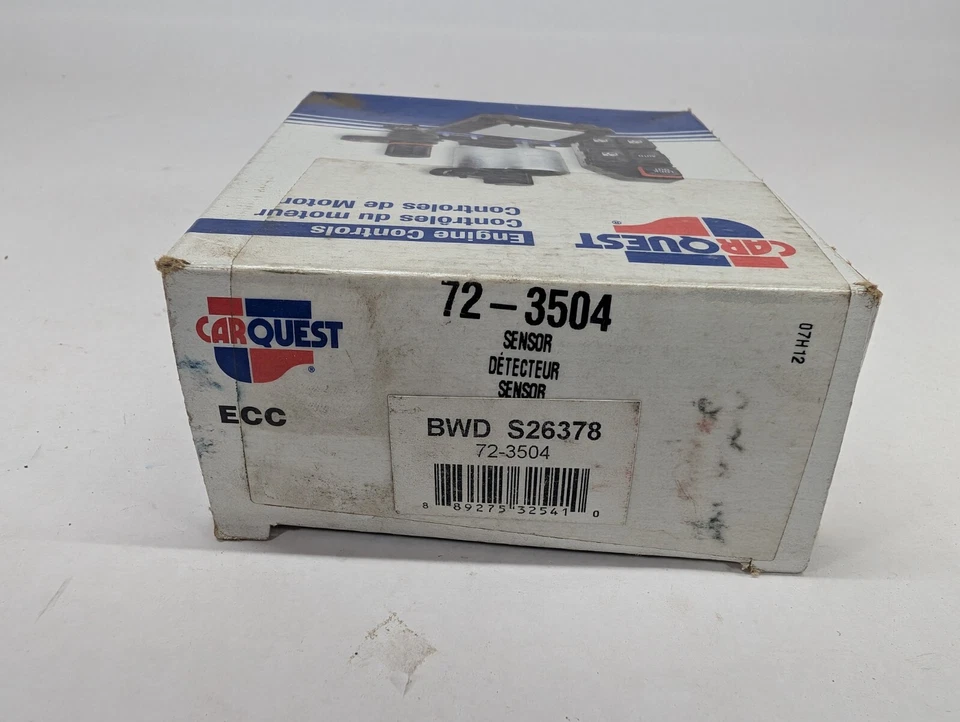 Engine Controls
Contrôles du moteur
Controles de Motor
CARQUEST®
CARQUEST®
ECC
72-3504
SENSOR
DÉTECTEUR
SENSOR
07H12
BWD S26378
72-3504
8 89275 32541 0